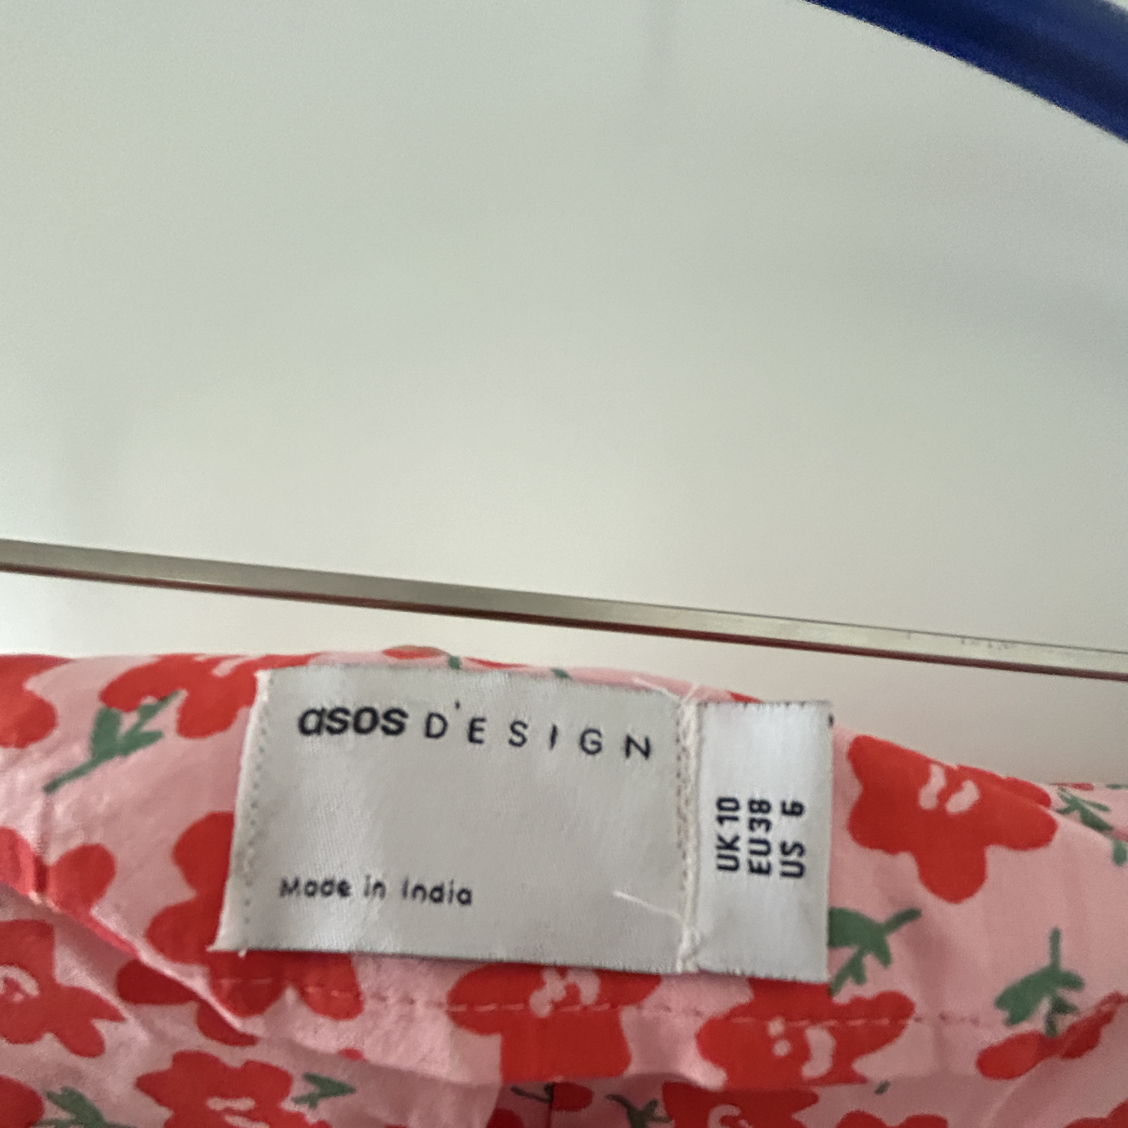 asos DESIGN
Made in India
UK 10
EU 38
US 6